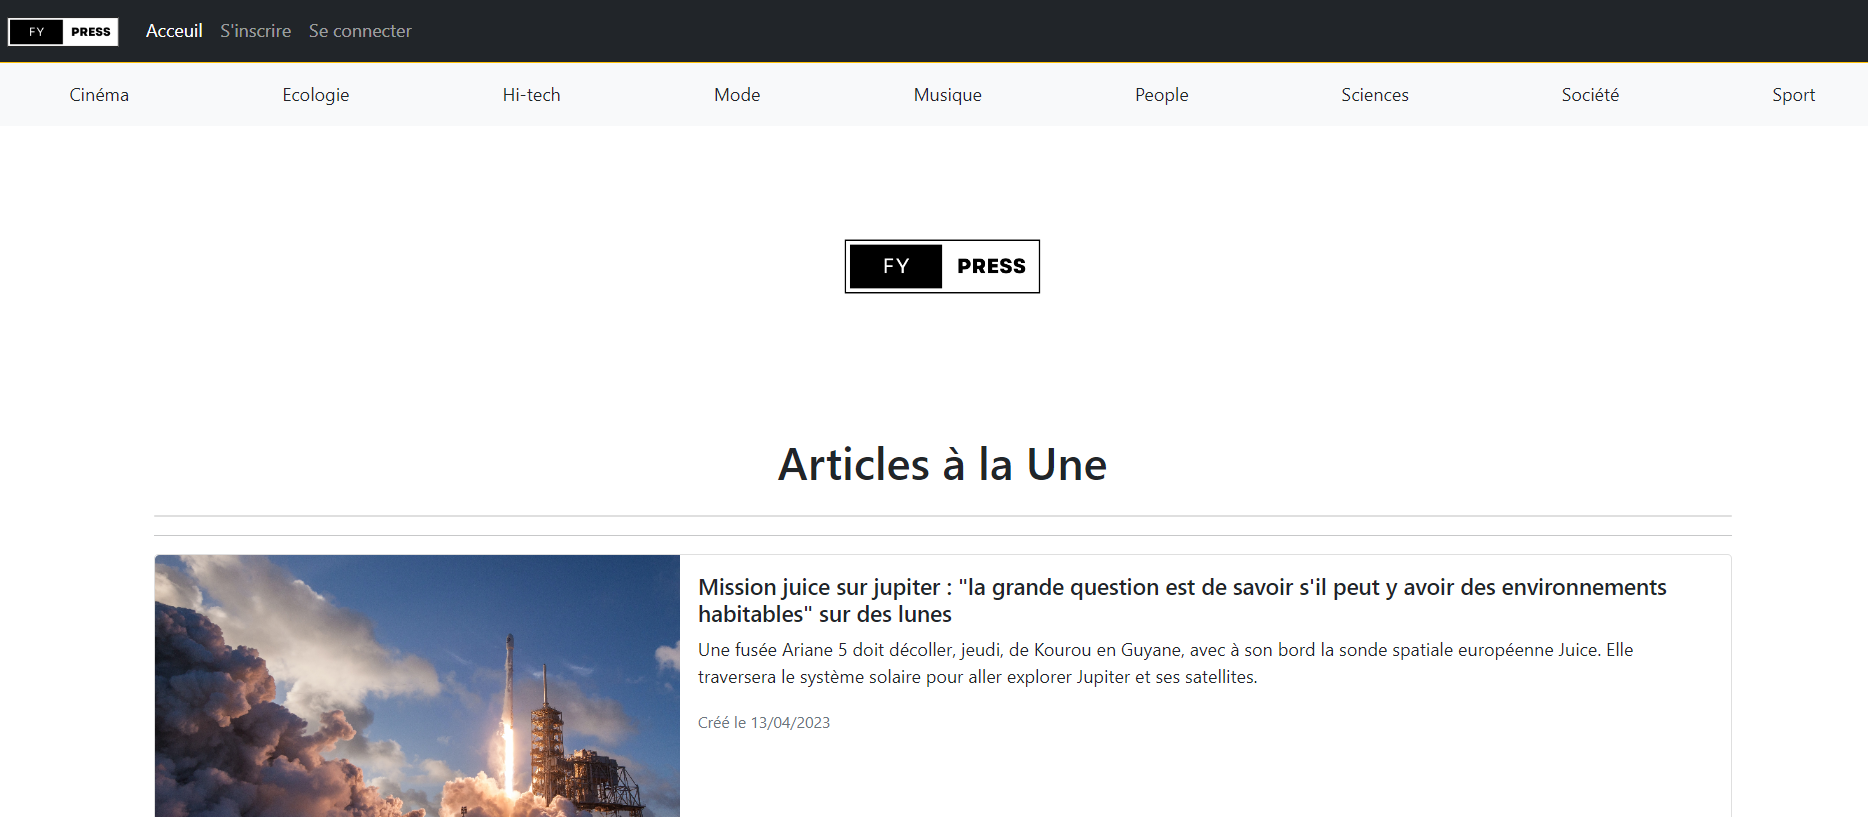 FY PRESS Acceuil S'inscrire Se connecter
Cinéma Ecologie Hi-tech Mode Musique People Sciences Société Sport
FY PRESS
Articles à la Une
Mission juice sur jupiter : "la grande question est de savoir s'il peut y avoir des environnements
habitables" sur des lunes
Une fusée Ariane 5 doit décoller, jeudi, de Kourou en Guyane, avec à son bord la sonde spatiale européenne Juice. Elle
traversera le système solaire pour aller explorer Jupiter et ses satellites.
Créé le 13/04/2023